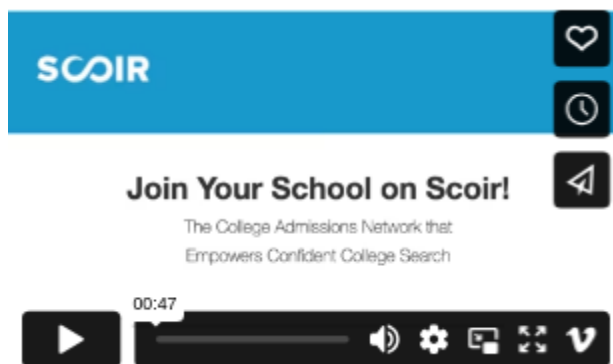 SCOIR
Join Your School on Scoir!
The College Admissions Network that
Empowers Confident College Search
00:47